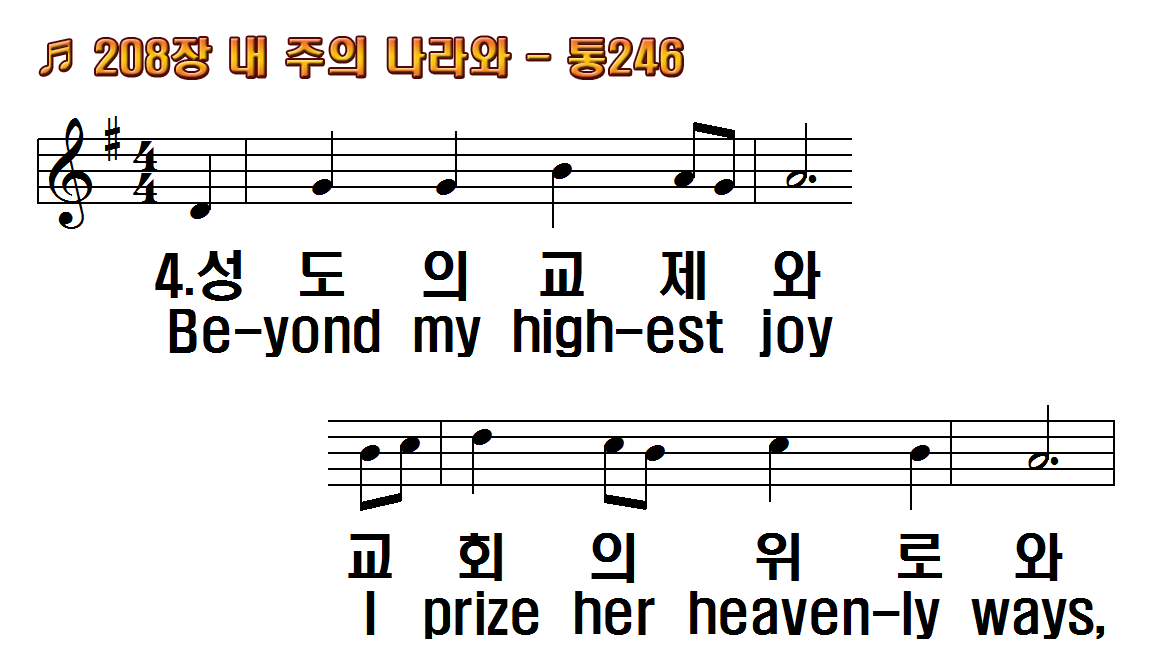 ♬ 208장 내 주의 나라와 - 통246
4.성 도 의 교 제 와
Be-yond my high-est joy
교 회 의 위 로 와
I prize her heaven-ly ways,